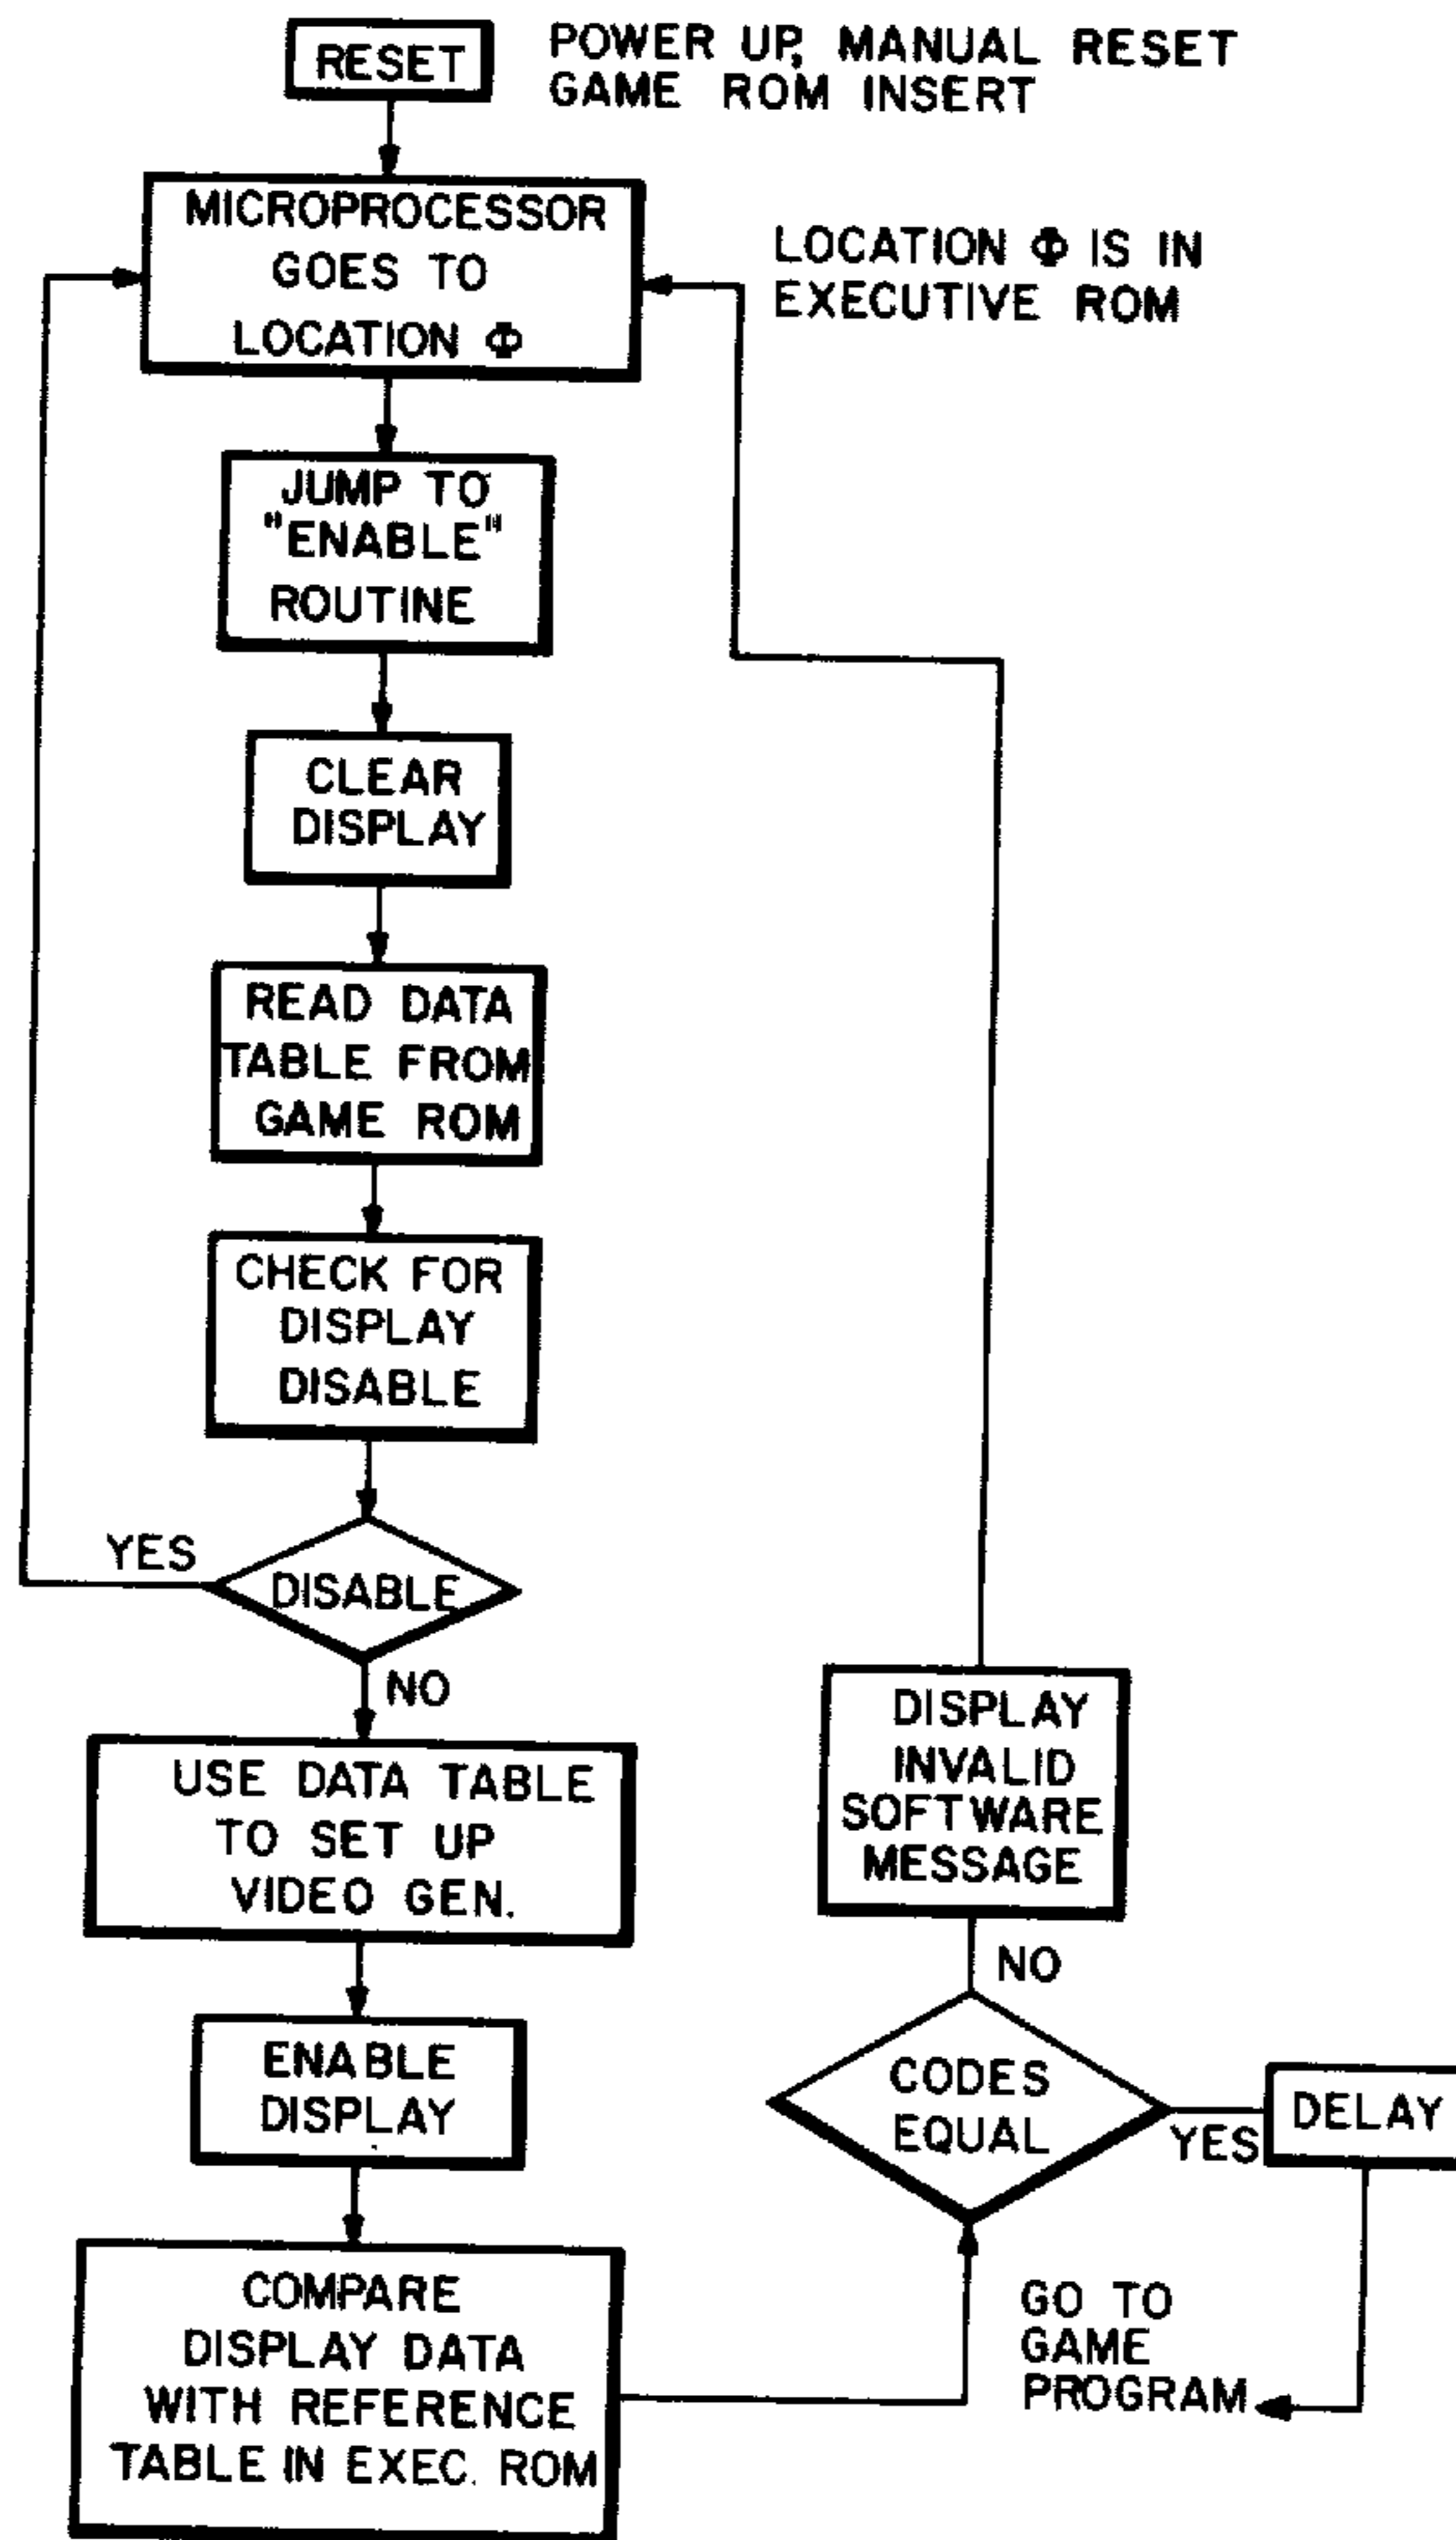 RESET
POWER UP, MANUAL RESET
GAME ROM INSERT
MICROPROCESSOR
GOES TO
LOCATION Φ
LOCATION Φ IS IN
EXECUTIVE ROM
JUMP TO
"ENABLE"
ROUTINE
CLEAR
DISPLAY
READ DATA
TABLE FROM
GAME ROM
CHECK FOR
DISPLAY
DISABLE
YES
DISABLE
NO
USE DATA TABLE
TO SET UP
VIDEO GEN.
ENABLE
DISPLAY
COMPARE
DISPLAY DATA
WITH REFERENCE
TABLE IN EXEC. ROM
DISPLAY
INVALID
SOFTWARE
MESSAGE
NO
CODES
EQUAL
YES
DELAY
GO TO
GAME
PROGRAM